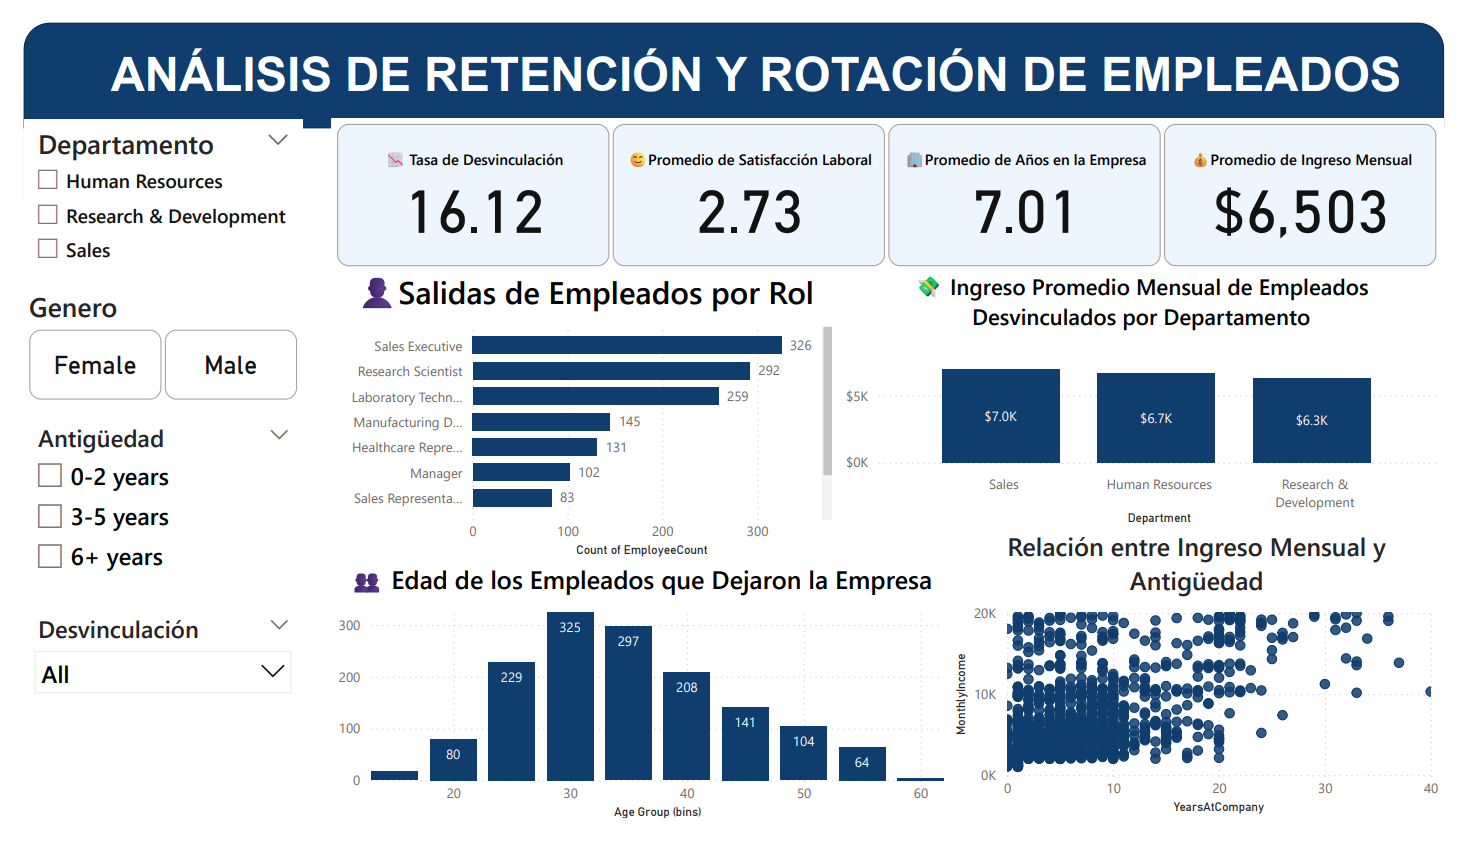 ANÁLISIS DE RETENCIÓN Y ROTACIÓN DE EMPLEADOS
Departamento
Human Resources
Research & Development
Sales
Genero
Female
Male
Antigüedad
0-2 years
3-5 years
6+ years
Desvinculación
All
Tasa de Desvinculación
16.12
Promedio de Satisfacción Laboral
2.73
Promedio de Años en la Empresa
7.01
Promedio de Ingreso Mensual
$6,503
Salidas de Empleados por Rol
Sales Executive 326
Research Scientist 292
Laboratory Techn... 259
Manufacturing D... 145
Healthcare Repre... 131
Manager 102
Sales Representa... 83
0 100 200 300
Count of EmployeeCount
Ingreso Promedio Mensual de Empleados
Desvinculados por Departamento
$5K
$0K
$7.0K $6.7K $6.3K
Sales Human Resources Research &
Development
Department
Edad de los Empleados que Dejaron la Empresa
300
200
100
0
80 229 325 297 208 141 104 64
20 30 40 50 60
Age Group (bins)
Relación entre Ingreso Mensual y
Antigüedad
MonthlyIncome
20K
10K
0K
0 10 20 30 40
YearsAtCompany